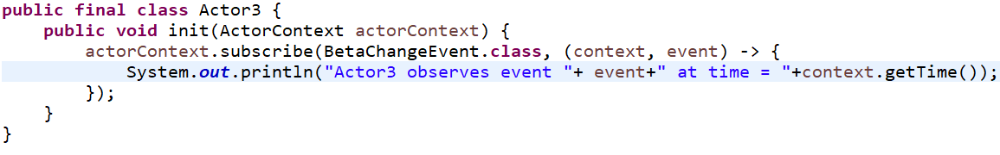 public final class Actor3 {
    public void init(ActorContext actorContext) {
        actorContext.subscribe(BetaChangeEvent.class, (context, event) -> {
            System.out.println("Actor3 observes event "+ event+" at time = "+context.getTime());
        });
    }
}